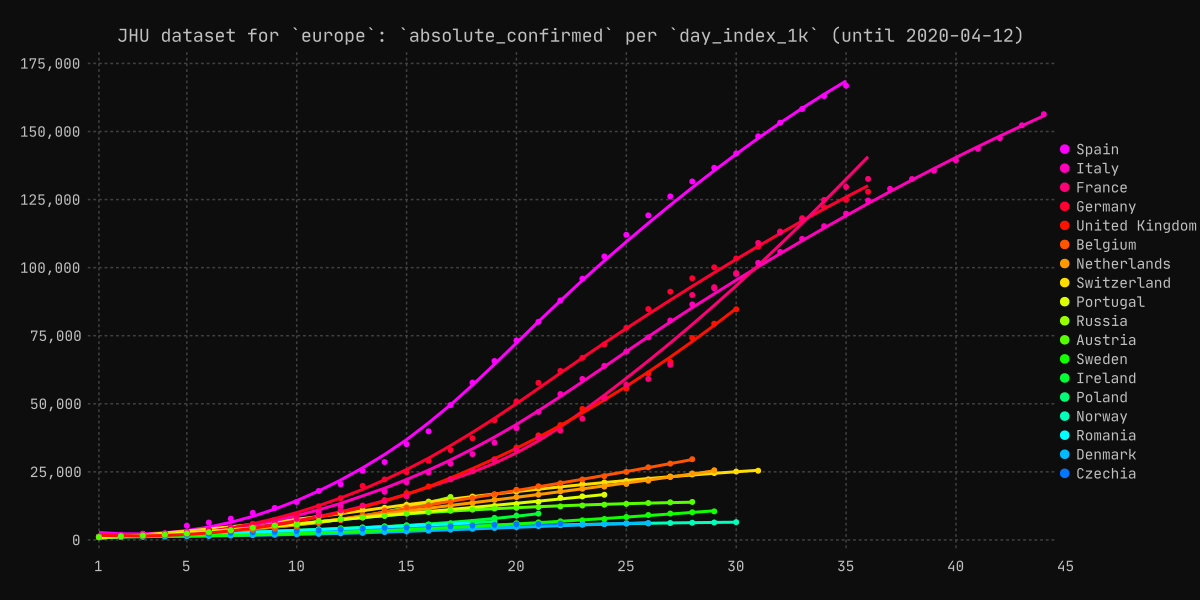 JHU dataset for `europe`: `absolute_confirmed` per `day_index_1k` (until 2020-04-12)
175,000
150,000
125,000
100,000
75,000
50,000
25,000
0
1 5 10 15 20 25 30 35 40 45
Spain
Italy
France
Germany
United Kingdom
Belgium
Netherlands
Switzerland
Portugal
Russia
Austria
Sweden
Ireland
Poland
Norway
Romania
Denmark
Czechia